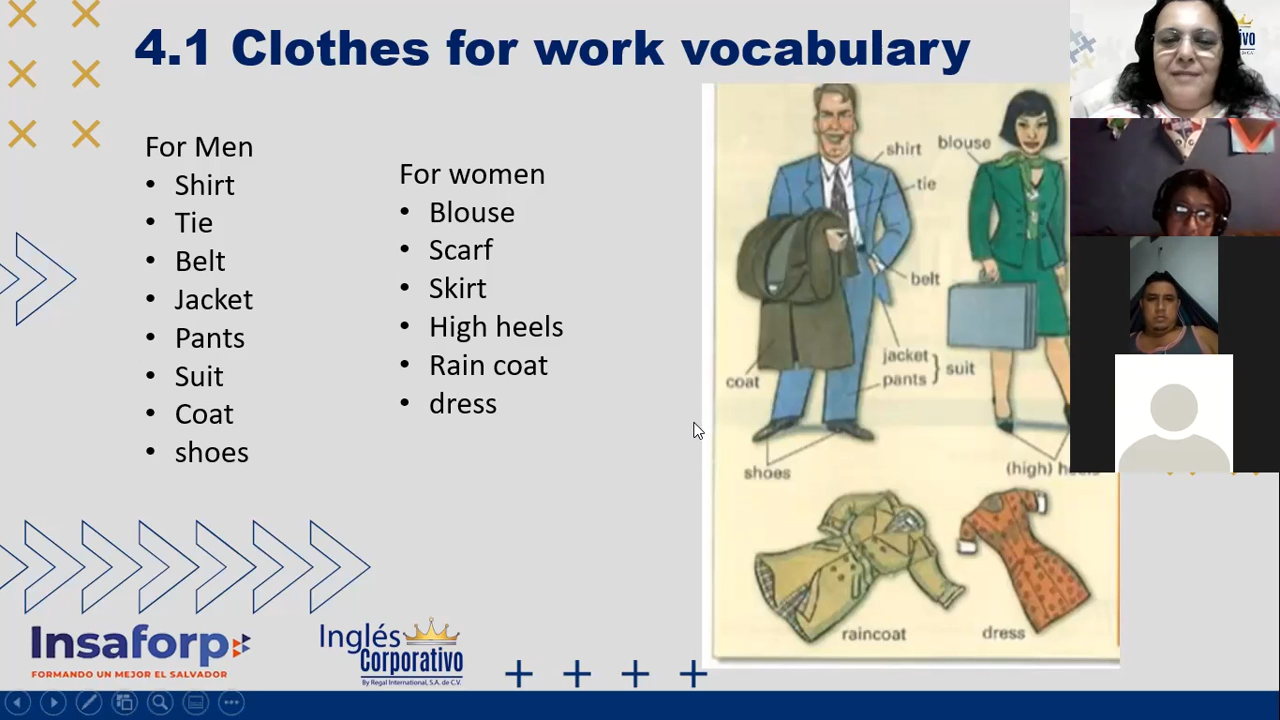 4.1 Clothes for work vocabulary
For Men
• Shirt
• Tie
• Belt
• Jacket
• Pants
• Suit
• Coat
• shoes
For women
• Blouse
• Scarf
• Skirt
• High heels
• Rain coat
• dress
shirt
blouse
tie
belt
jacket
pants
suit
coat
shoes
(high) heels
raincoat
dress
Insaforp
FORMANDO UN MEJOR EL SALVADOR
Inglés
Corporativo
By Regal International, S.A. de C.V.